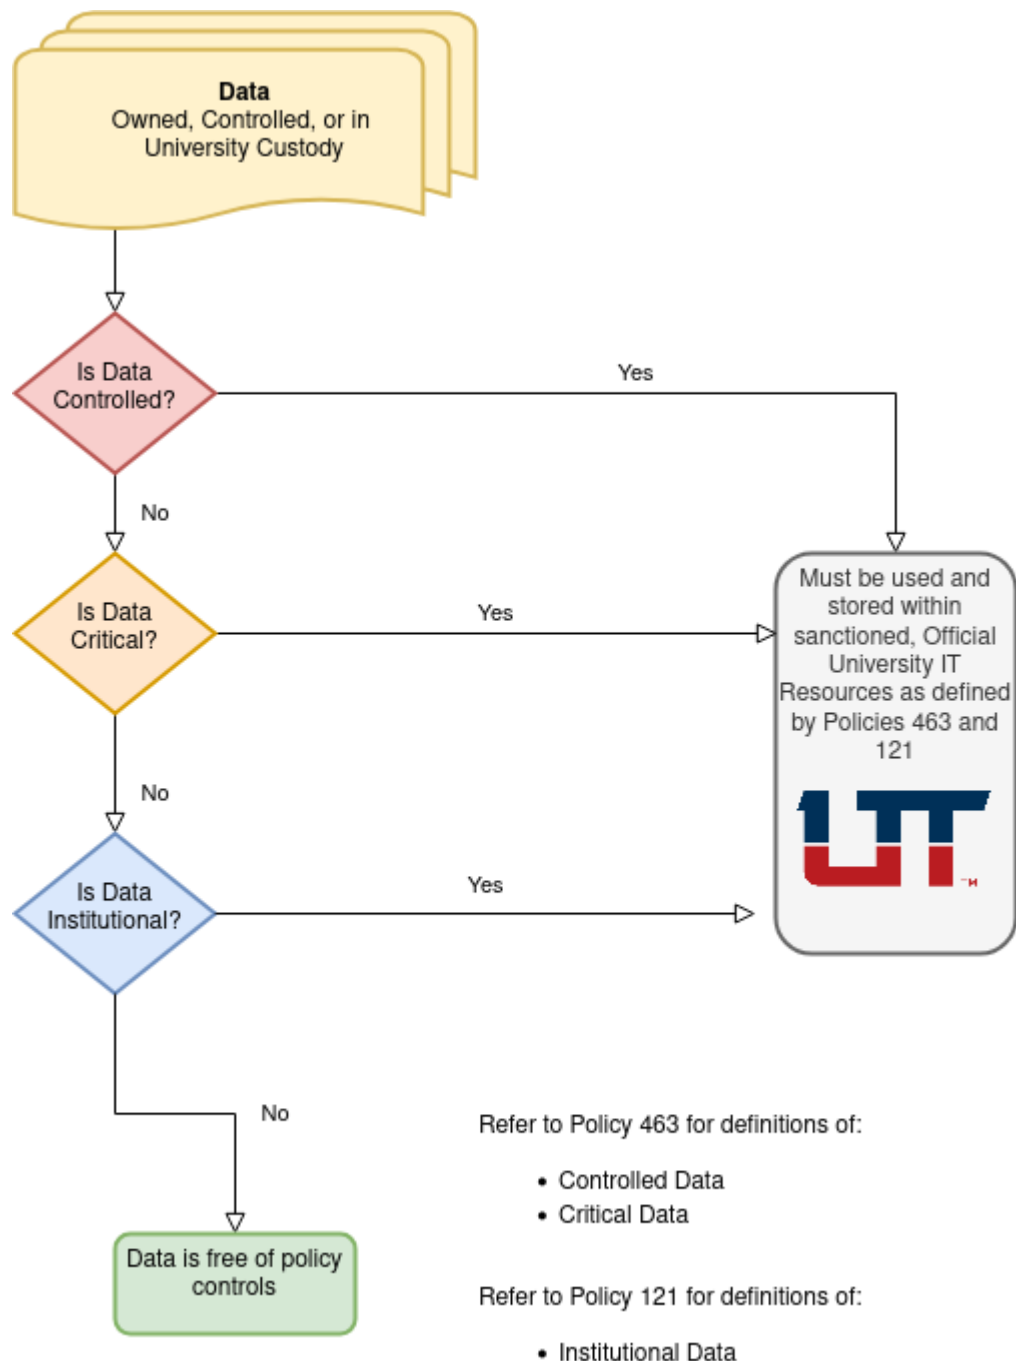 Data
Owned, Controlled, or in
University Custody
Is Data
Controlled?
Yes
No
Is Data
Critical?
Yes
Must be used and
stored within
sanctioned, Official
University IT
Resources as defined
by Policies 463 and
121
UT
™
No
Is Data
Institutional?
Yes
No
Data is free of policy
controls
Refer to Policy 463 for definitions of:
• Controlled Data
• Critical Data
Refer to Policy 121 for definitions of:
• Institutional Data